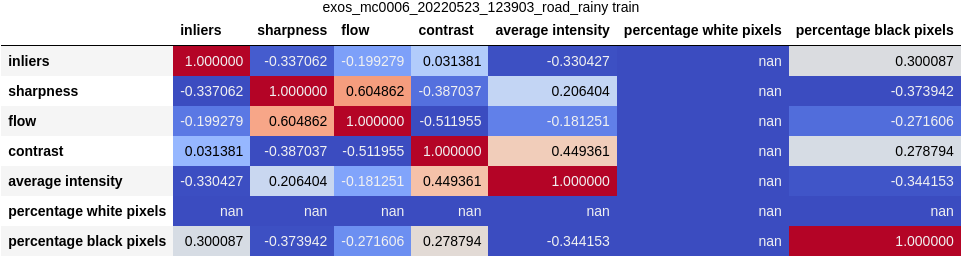 exos_mc0006_20220523_123903_road_rainy train
inliers sharpness flow contrast average intensity percentage white pixels percentage black pixels
inliers 1.000000 -0.337062 -0.199279 0.031381 -0.330427 nan 0.300087
sharpness -0.337062 1.000000 0.604862 -0.387037 0.206404 nan -0.373942
flow -0.199279 0.604862 1.000000 -0.511955 -0.181251 nan -0.271606
contrast 0.031381 -0.387037 -0.511955 1.000000 0.449361 nan 0.278794
average intensity -0.330427 0.206404 -0.181251 0.449361 1.000000 nan -0.344153
percentage white pixels nan nan nan nan nan nan nan
percentage black pixels 0.300087 -0.373942 -0.271606 0.278794 -0.344153 nan 1.000000